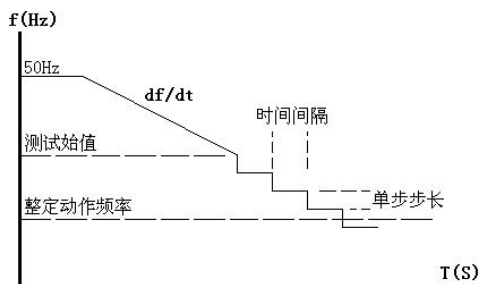 f(Hz)
50Hz
df/dt
时间间隔
测试始值
单步步长
整定动作频率
T(S)